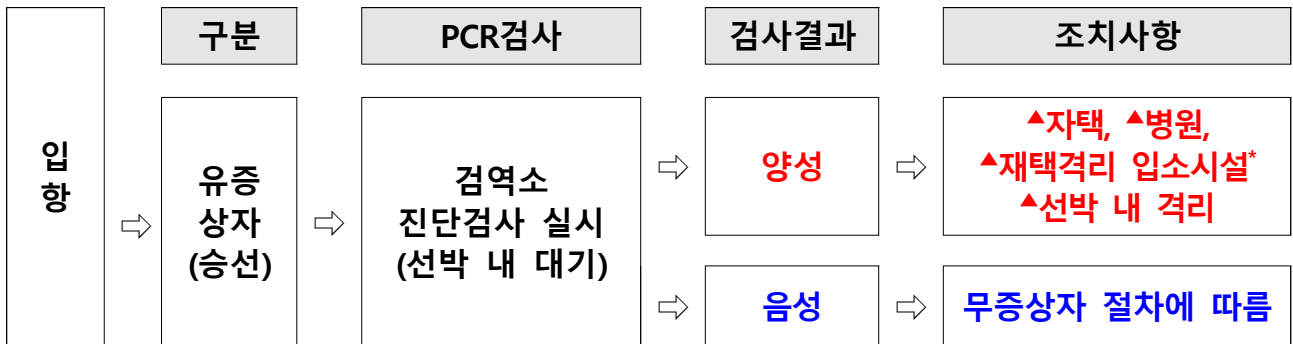 구분 PCR검사 검사결과 조치사항
입
항
⇨
유증
상자
(승선)
⇨
검역소
진단검사 실시
(선박 내 대기)
⇨
양성
⇨
▲자택, ▲병원,
▲재택격리 입소시설*
▲선박 내 격리
⇨
음성
⇨
무증상자 절차에 따름